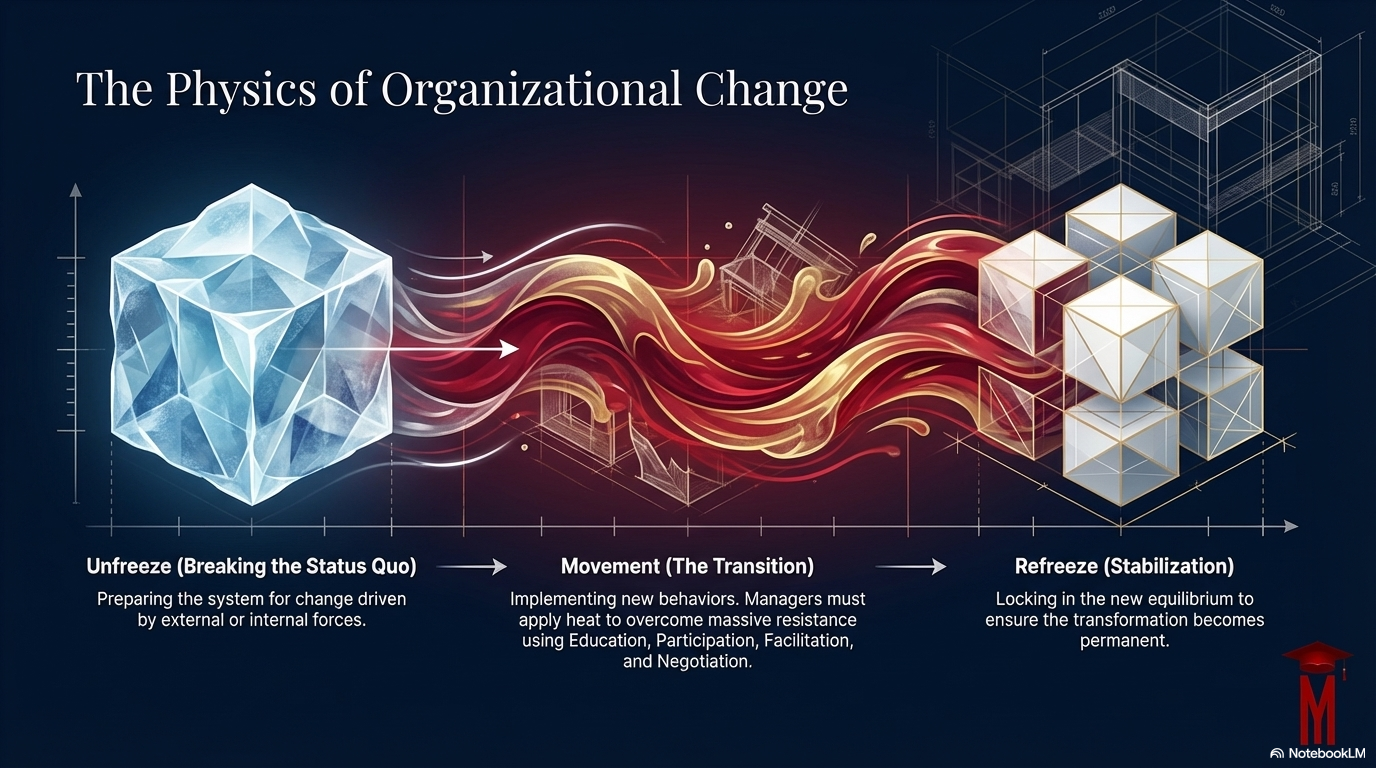 The Physics of Organizational Change
Unfreeze (Breaking the Status Quo)
Preparing the system for change driven
by external or internal forces.
Movement (The Transition)
Implementing new behaviors. Managers must
apply heat to overcome massive resistance
using Education, Participation, Facilitation,
and Negotiation.
Refreeze (Stabilization)
Locking in the new equilibrium to
ensure the transformation becomes
permanent.
M
NotebookLM